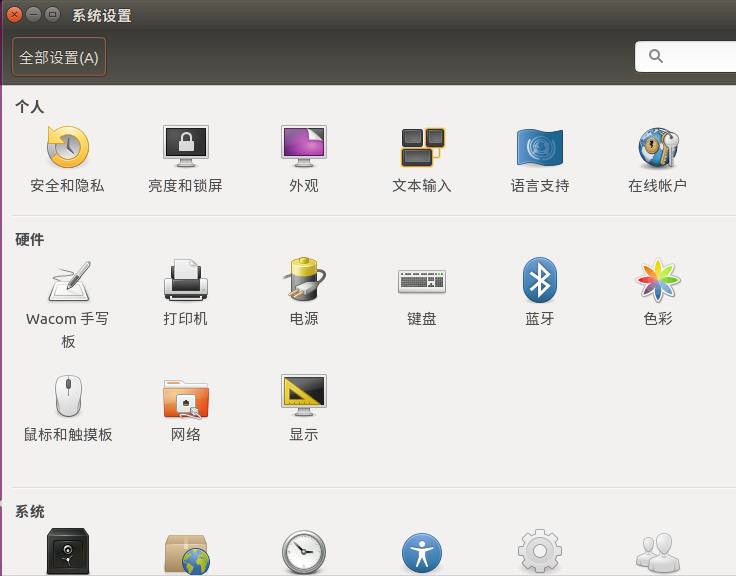 系统设置
全部设置(A)
个人
安全和隐私 亮度和锁屏 外观 文本输入 语言支持 在线帐户
硬件
Wacom 手写 打印机 电源 键盘 蓝牙 色彩
板
鼠标和触摸板 网络 显示
系统